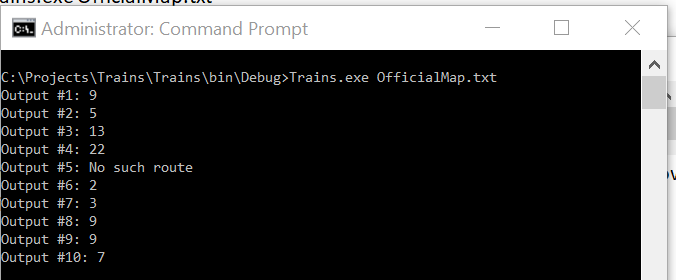 Administrator: Command Prompt
C:\Projects\Trains\Trains\bin\Debug>Trains.exe OfficialMap.txt
Output #1: 9
Output #2: 5
Output #3: 13
Output #4: 22
Output #5: No such route
Output #6: 2
Output #7: 3
Output #8: 9
Output #9: 9
Output #10: 7